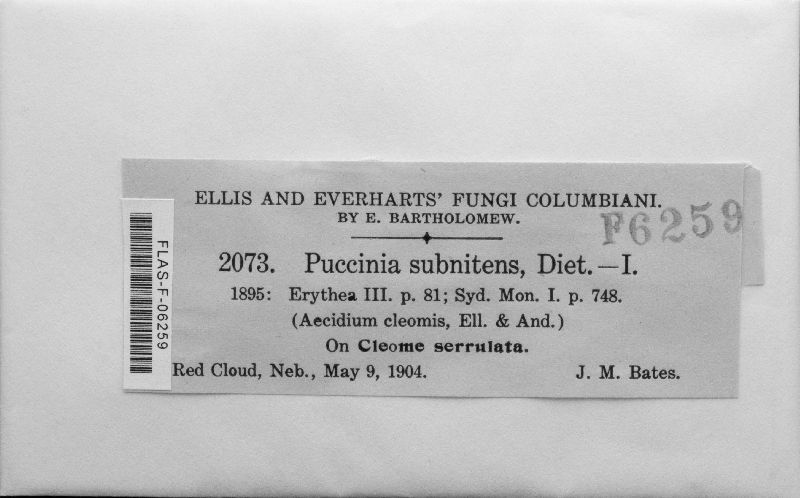 ELLIS AND EVERHARTS' FUNGI COLUMBIANI.
BY E. BARTHOLOMEW.
F6259
2073. Puccinia subnitens, Diet.—I.
1895: Erythea III. p. 81; Syd. Mon. I. p. 748.
(Aecidium cleomis, Ell. & And.)
On Cleome serrulata.
Red Cloud, Neb., May 9, 1904. J. M. Bates.
FLAS-F-06259